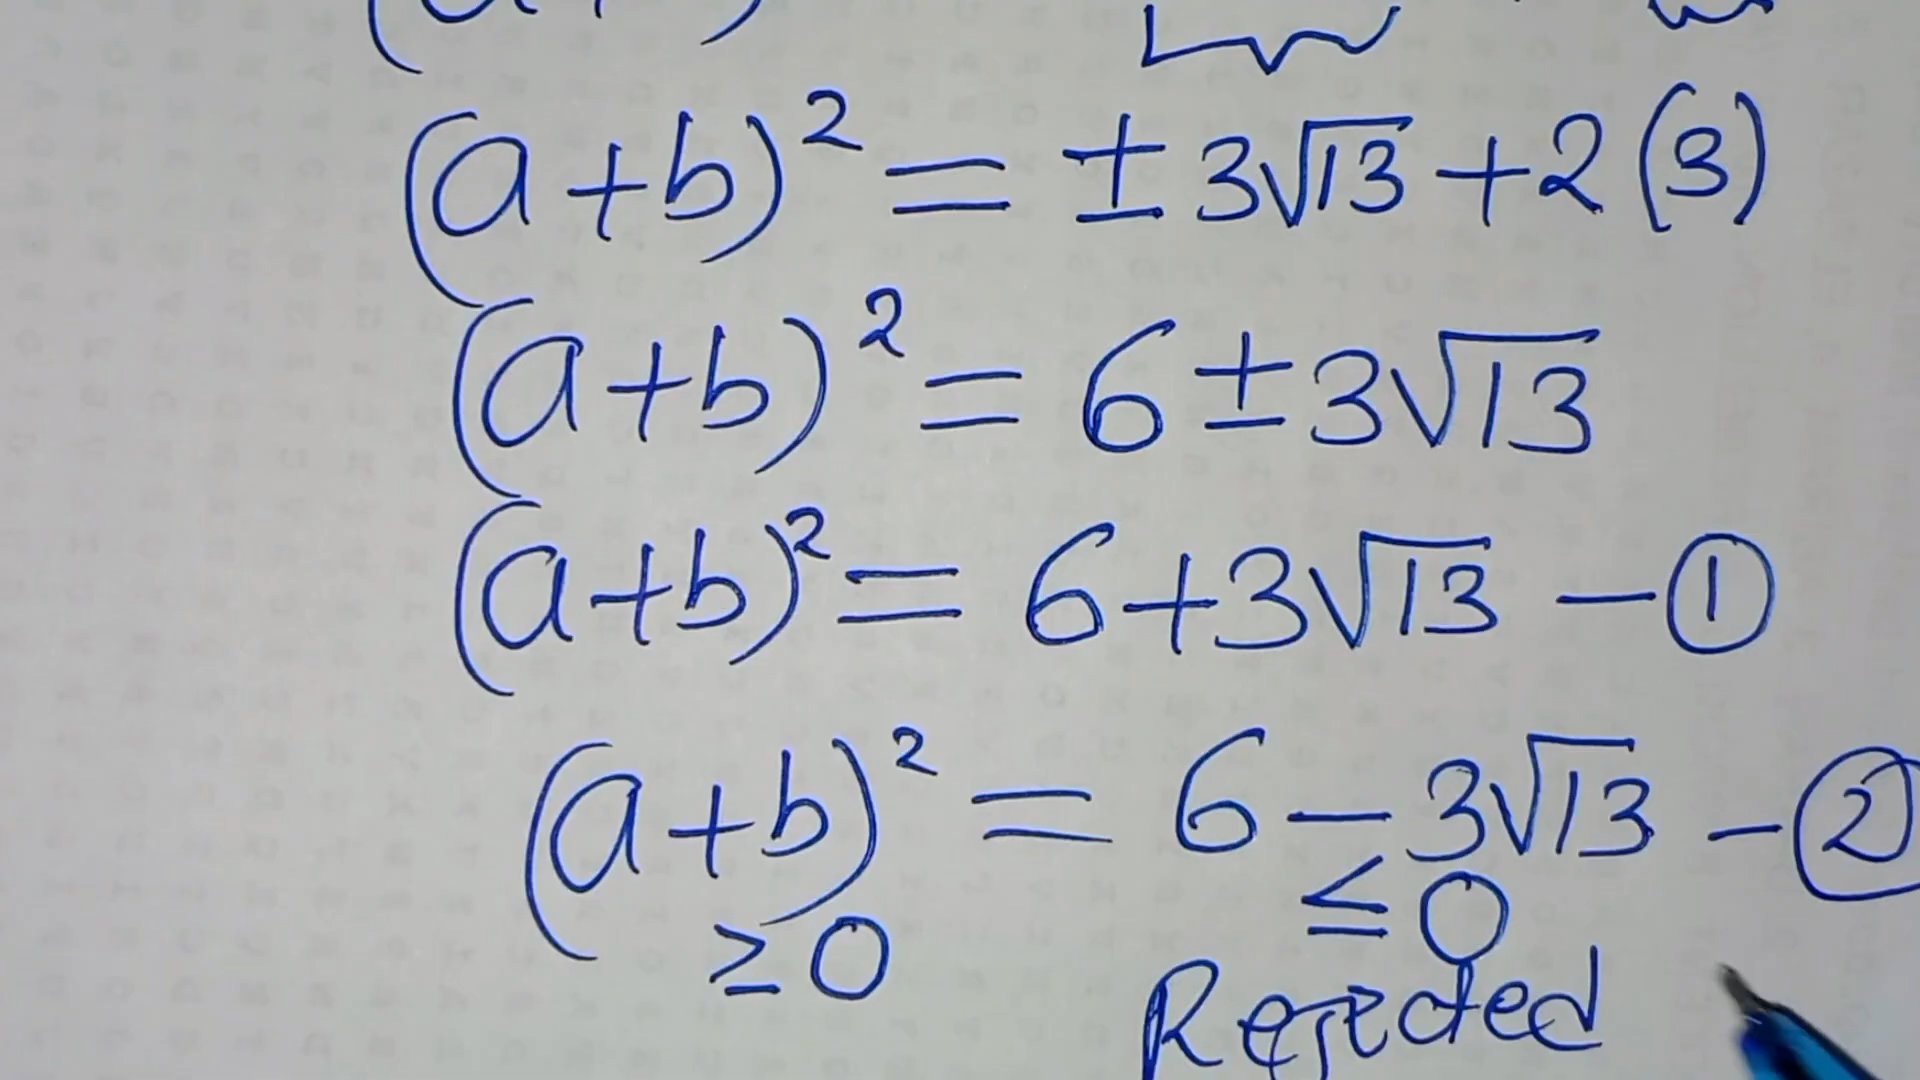 (a+b)² = ± 3√13 + 2(3)
(a+b)² = 6 ± 3√13
(a+b)² = 6 + 3√13 — ①
(a+b)² = 6 — 3√13 — ②
≥ 0 ≤ 0
Rejected